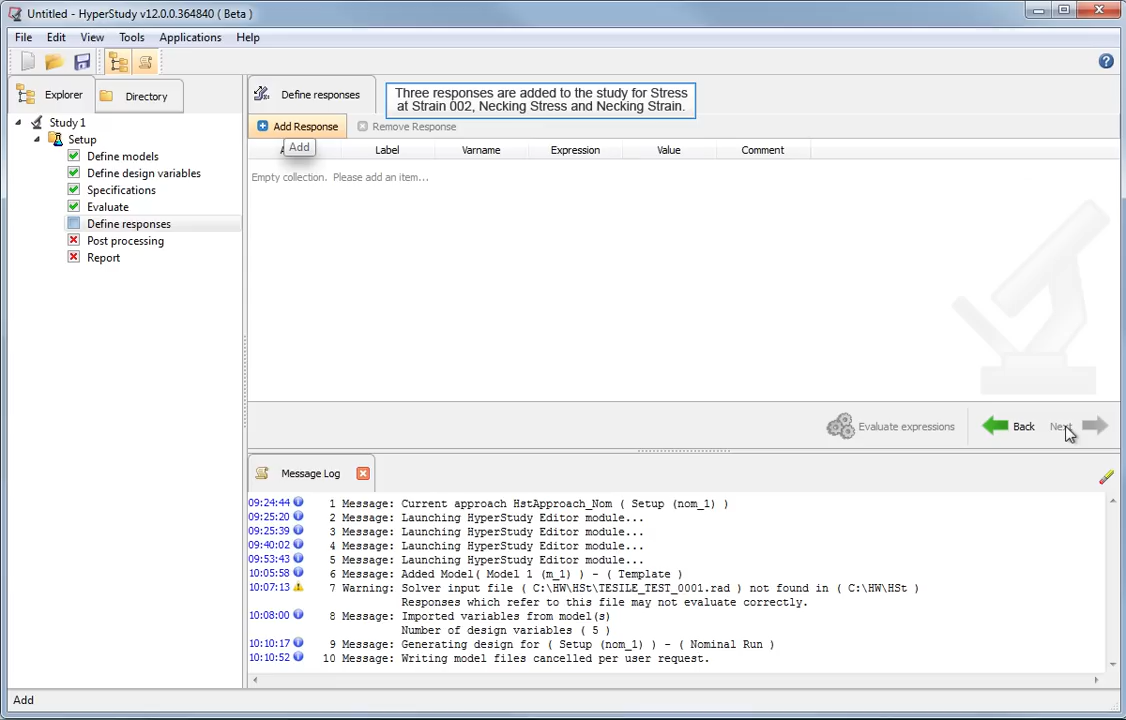 Untitled - HyperStudy v12.0.0.364840 ( Beta )
File Edit View Tools Applications Help
Explorer Directory
Study 1
Setup
Define models
Define design variables
Specifications
Evaluate
Define responses
Post processing
Report
Define responses
Three responses are added to the study for Stress
at Strain 002, Necking Stress and Necking Strain.
Add Response Remove Response
Add
Label Varname Expression Value Comment
Empty collection. Please add an item...
Evaluate expressions Back Next
Message Log
09:24:44 1 Message: Current approach HstApproach_Nom ( Setup (nom_1) )
09:25:20 2 Message: Launching HyperStudy Editor module...
09:25:39 3 Message: Launching HyperStudy Editor module...
09:40:02 4 Message: Launching HyperStudy Editor module...
09:53:43 5 Message: Launching HyperStudy Editor module...
10:05:58 6 Message: Added Model( Model 1 (m_1) ) - ( Template )
10:07:13 7 Warning: Solver input file ( C:\HW\HSt\TESILE_TEST_0001.rad ) not found in ( C:\HW\HSt )
Responses which refer to this file may not evaluate correctly.
10:08:00 8 Message: Imported variables from model(s)
Number of design variables ( 5 )
10:10:17 9 Message: Generating design for ( Setup (nom_1) ) - ( Nominal Run )
10:10:52 10 Message: Writing model files cancelled per user request.
Add